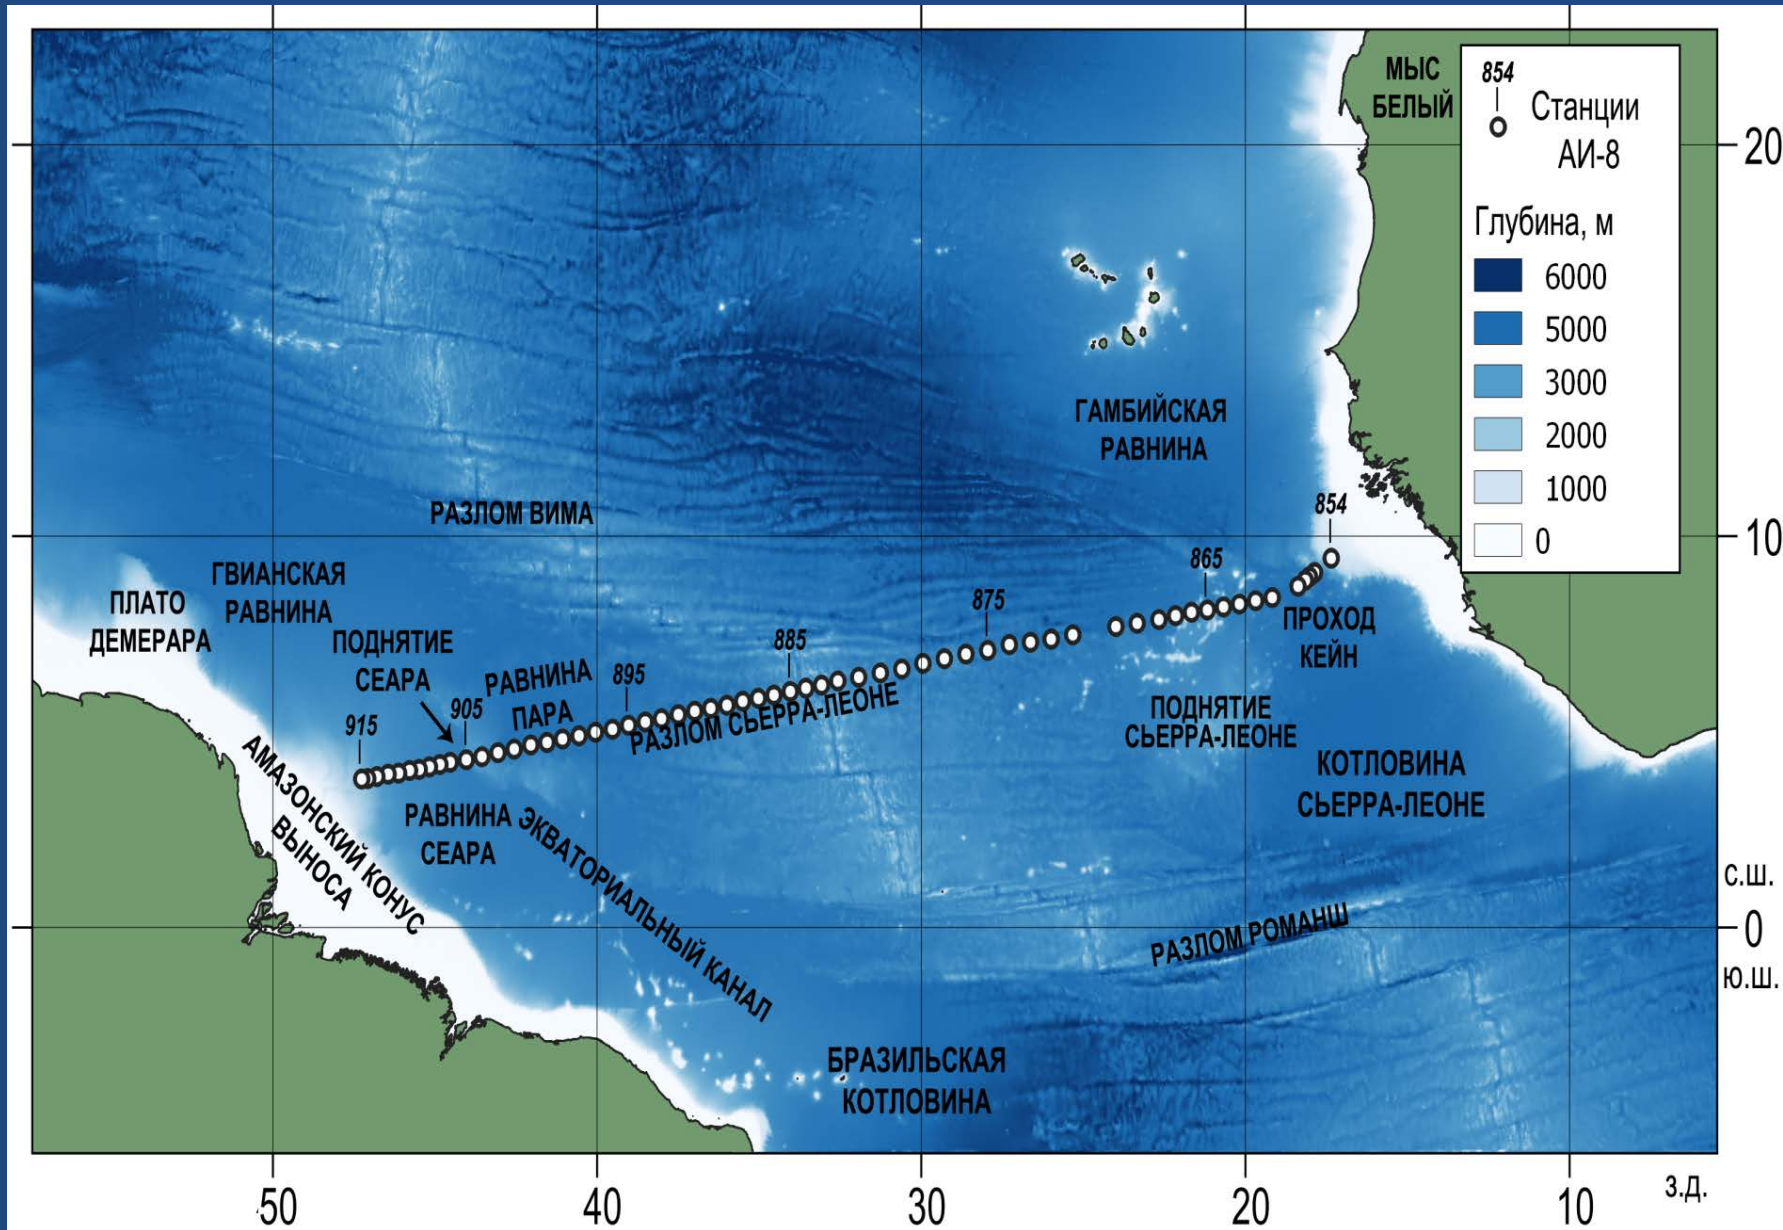 МЫС
БЕЛЫЙ
854
Станции
АИ-8
20
Глубина, м
6000
5000
3000
2000
1000
0
ГАМБИЙСКАЯ
РАВНИНА
РАЗЛОМ ВИМА
854
10
865
ГВИАНСКАЯ
РАВНИНА
ПЛАТО
ДЕМЕРАРА
875
ПРОХОД
КЕЙН
ПОДНЯТИЕ
СЕАРА
885
РАВНИНА
ПАРА
895
905
915
РАЗЛОМ СЬЕРРА-ЛЕОНЕ
ПОДНЯТИЕ
СЬЕРРА-ЛЕОНЕ
КОТЛОВИНА
СЬЕРРА-ЛЕОНЕ
АМАЗОНСКИЙ КОНУС
ВЫНОСА
РАВНИНА
СЕАРА
ЭКВАТОРИАЛЬНЫЙ КАНАЛ
РАЗЛОМ РОМАНШ
с.ш.
0
ю.ш.
БРАЗИЛЬСКАЯ
КОТЛОВИНА
50
40
30
20
10
з.д.